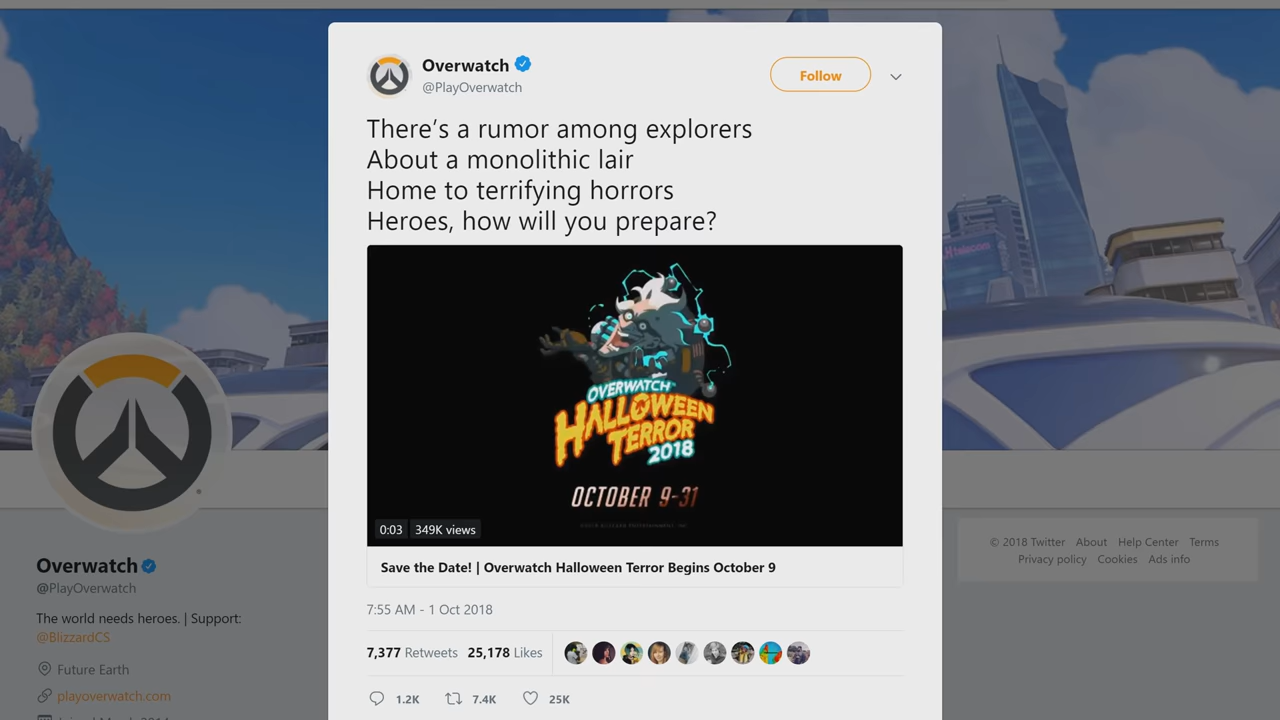 Overwatch
@PlayOverwatch
Follow
There's a rumor among explorers
About a monolithic lair
Home to terrifying horrors
Heroes, how will you prepare?
OVERWATCH
HALLOWEEN
TERROR
2018
OCTOBER 9-31
0:03 349K views
Save the Date! | Overwatch Halloween Terror Begins October 9
7:55 AM - 1 Oct 2018
7,377 Retweets 25,178 Likes
1.2K 7.4K 25K
Overwatch
@PlayOverwatch
The world needs heroes. | Support:
@BlizzardCS
Future Earth
playoverwatch.com
© 2018 Twitter About Help Center Terms
Privacy policy Cookies Ads info